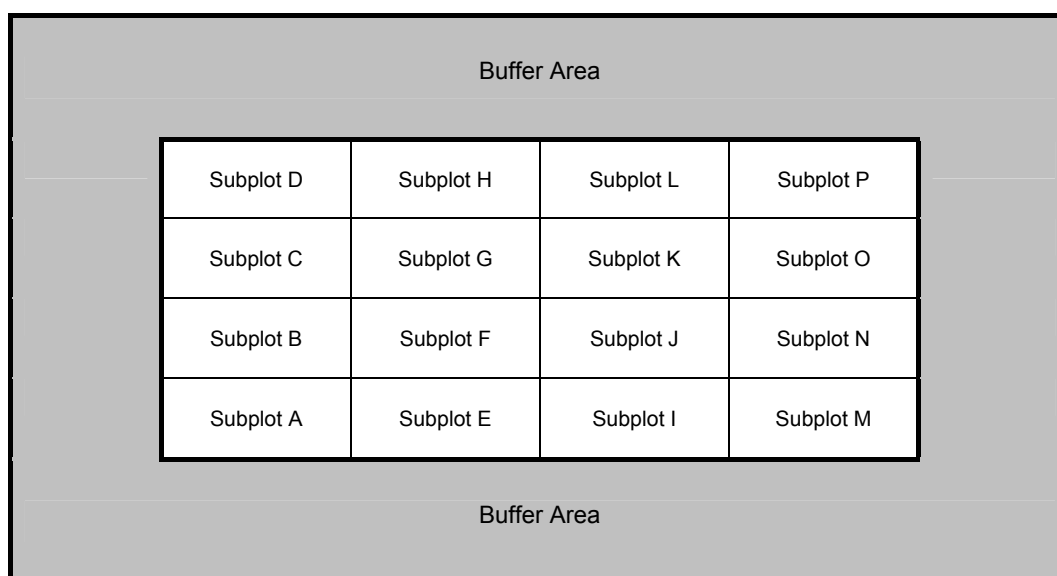 Buffer Area
Subplot D Subplot H Subplot L Subplot P
Subplot C Subplot G Subplot K Subplot O
Subplot B Subplot F Subplot J Subplot N
Subplot A Subplot E Subplot I Subplot M
Buffer Area